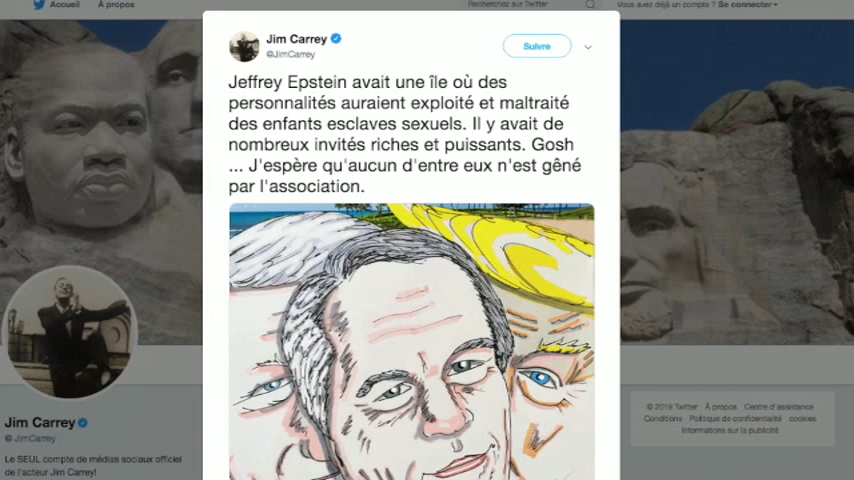 Accueil À propos
Recherchez sur Twitter
Vous avez déjà un compte ? Se connecter
Jim Carrey
@JimCarrey
Suivre
Jeffrey Epstein avait une île où des
personnalités auraient exploité et maltraité
des enfants esclaves sexuels. Il y avait de
nombreux invités riches et puissants. Gosh
... J'espère qu'aucun d'entre eux n'est gêné
par l'association.
Jim Carrey
@JimCarrey
Le SEUL compte de médias sociaux officiel
de l'acteur Jim Carrey!
© 2019 Twitter À propos Centre d'assistance
Conditions Politique de confidentialité cookies
Informations sur la publicité